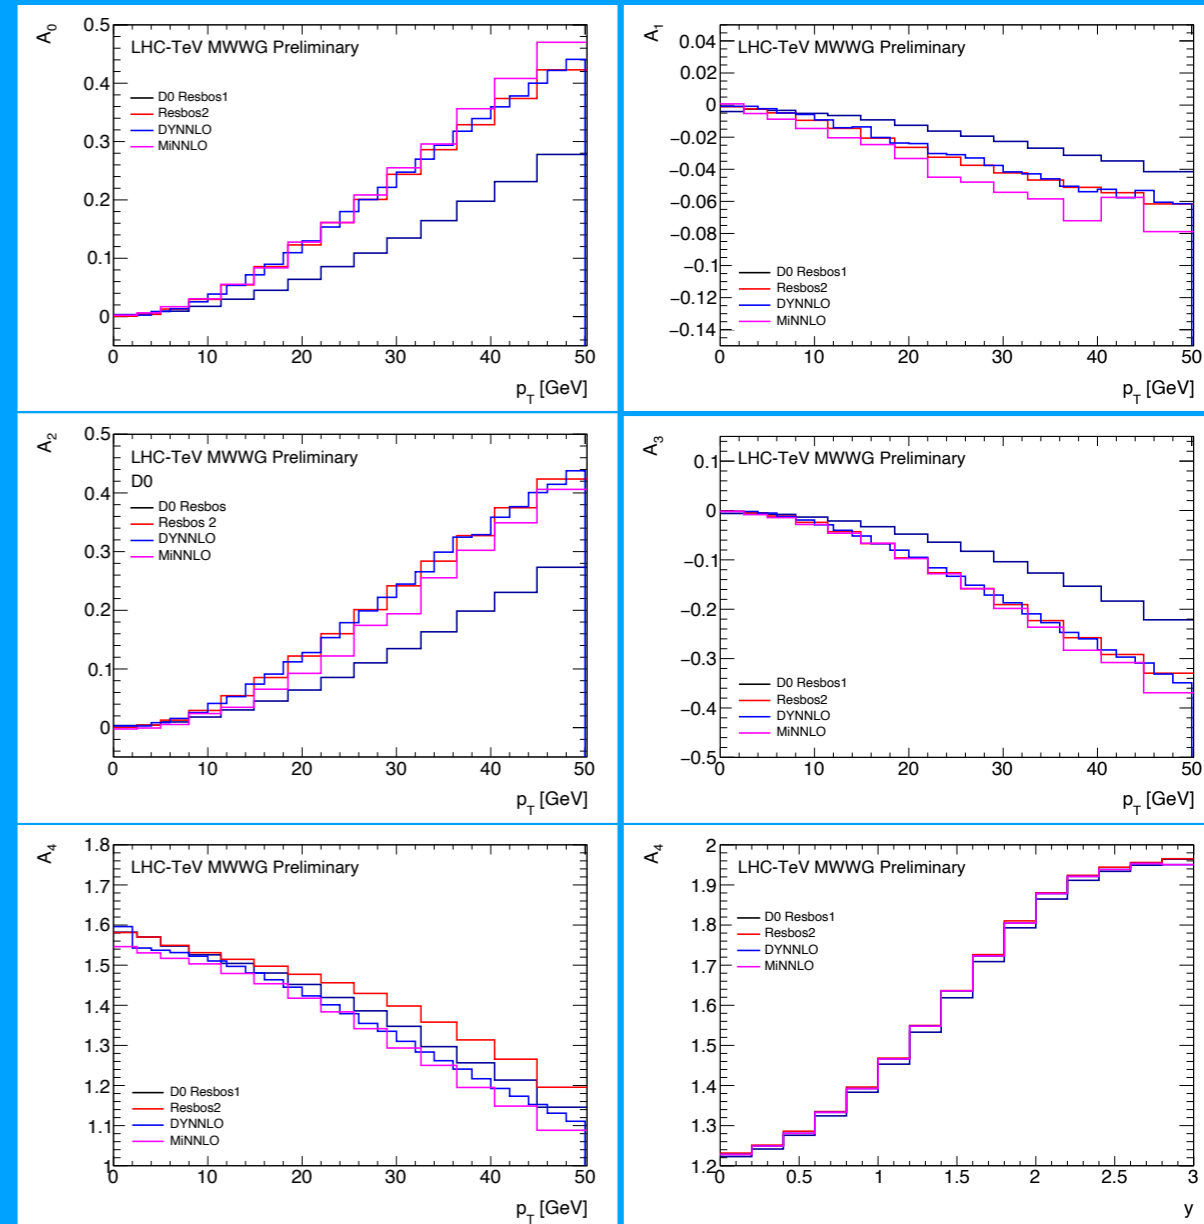 A0
0.5
LHC-TeV MWWG Preliminary
0.4
D0 Resbos1
Resbos2
DYNNLO
MiNNLO
0.3
0.2
0.1
0
0 10 20 30 40 50
pT [GeV]
A1
0.04
LHC-TeV MWWG Preliminary
0.02
0
−0.02
−0.04
−0.06
−0.08
−0.1
−0.12
−0.14
D0 Resbos1
Resbos2
DYNNLO
MiNNLO
0 10 20 30 40 50
pT [GeV]
A2
0.5
LHC-TeV MWWG Preliminary
D0
0.4
D0 Resbos
Resbos 2
DYNNLO
MiNNLO
0.3
0.2
0.1
0
0 10 20 30 40 50
pT [GeV]
A3
0.1
LHC-TeV MWWG Preliminary
0
−0.1
−0.2
−0.3
−0.4
−0.5
D0 Resbos1
Resbos2
DYNNLO
MiNNLO
0 10 20 30 40 50
pT [GeV]
A4
1.8
LHC-TeV MWWG Preliminary
1.7
1.6
1.5
1.4
1.3
1.2
1.1
1
D0 Resbos1
Resbos2
DYNNLO
MiNNLO
0 10 20 30 40 50
pT [GeV]
A4
2
LHC-TeV MWWG Preliminary
1.9
1.8
D0 Resbos1
Resbos2
DYNNLO
MiNNLO
1.7
1.6
1.5
1.4
1.3
1.2
0 0.5 1 1.5 2 2.5 3
y